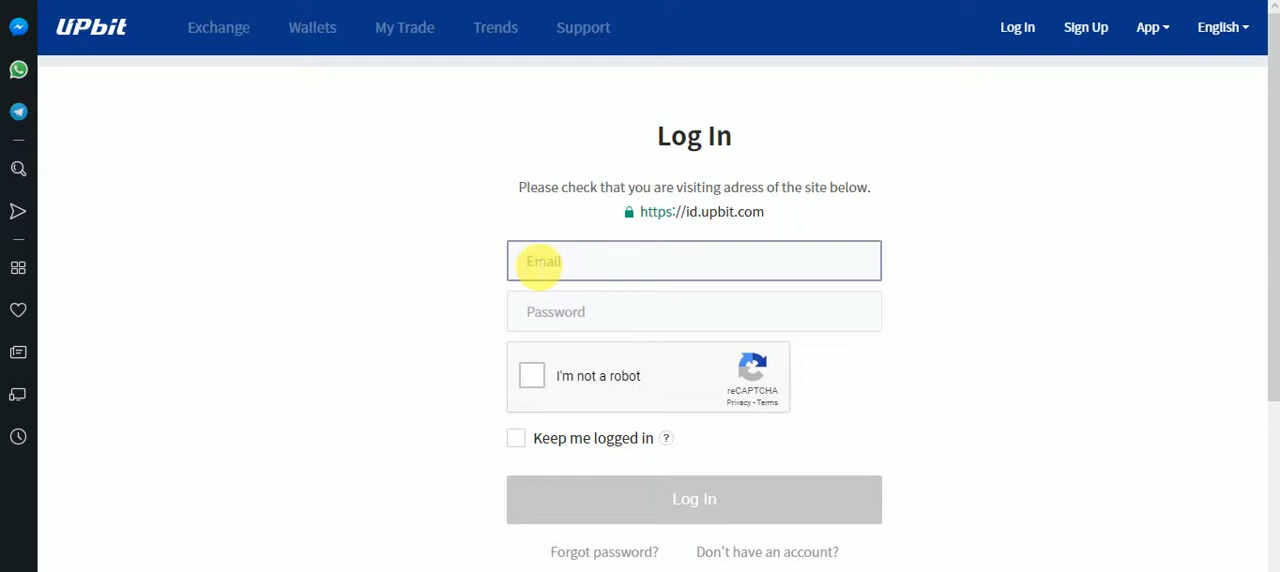 UPbit Exchange Wallets My Trade Trends Support Log In Sign Up App English
Log In
Please check that you are visiting adress of the site below.
https://id.upbit.com
Email
Password
I'm not a robot
reCAPTCHA
Privacy - Terms
Keep me logged in ?
Log In
Forgot password? Don't have an account?